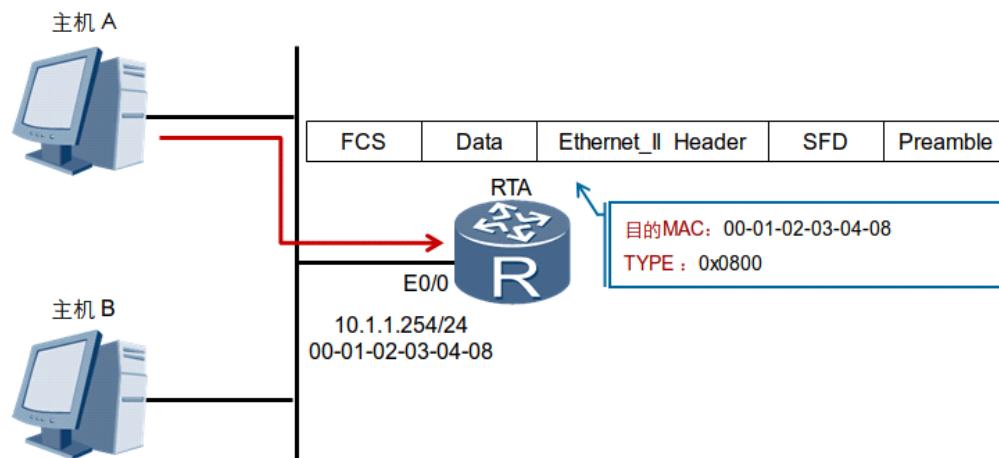 主机 A
FCS Data Ethernet_II Header SFD Preamble
RTA
目的MAC：00-01-02-03-04-08
TYPE ：0x0800
R
E0/0
主机 B
10.1.1.254/24
00-01-02-03-04-08